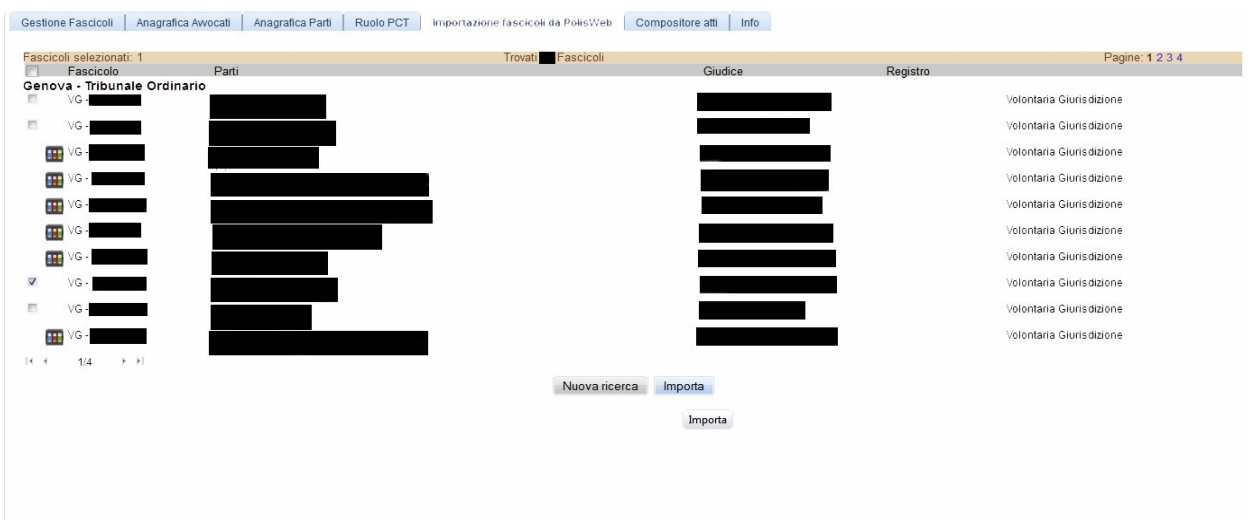 Gestione Fascicoli Anagrafica Avvocati Anagrafica Parti Ruolo PCT Importazione fascicoli da PolisWeb Compositore atti Info
Fascicoli selezionati: 1 Trovati Fascicoli Pagine: 1 2 3 4
Fascicolo Parti Giudice Registro
Genova - Tribunale Ordinario
VG - Volontaria Giurisdizione
VG - Volontaria Giurisdizione
VG - Volontaria Giurisdizione
VG - Volontaria Giurisdizione
VG - Volontaria Giurisdizione
VG - Volontaria Giurisdizione
VG - Volontaria Giurisdizione
VG - Volontaria Giurisdizione
VG - Volontaria Giurisdizione
VG - Volontaria Giurisdizione
1/4
Nuova ricerca Importa
Importa